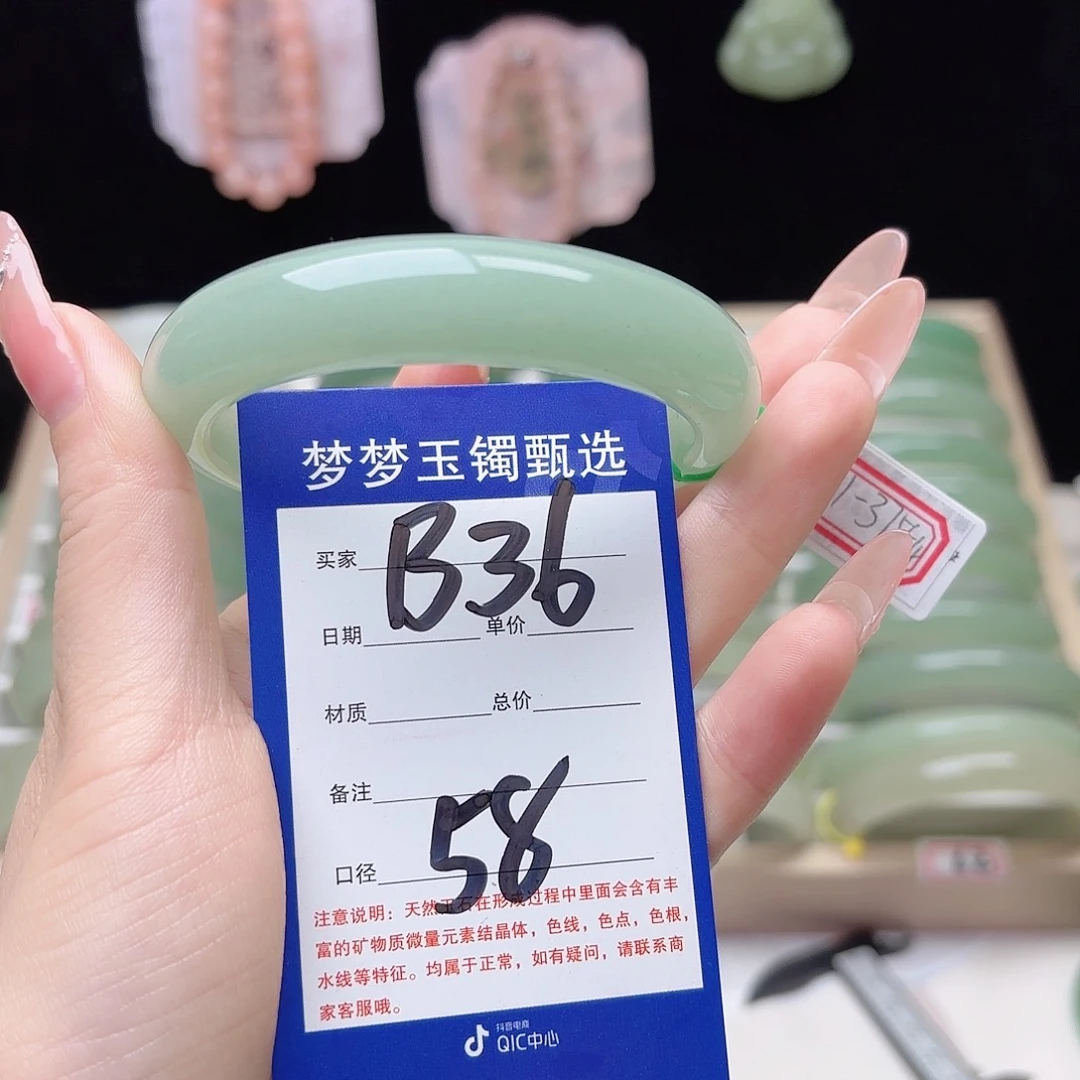 梦梦玉镯甄选
买家 B36
日期 单价
材质 总价
备注
口径 58
注意说明：天然玉石在形成过程中里面会含有丰
富的矿物质微量元素结晶体，色线，色点，色根，
水线等特征。均属于正常，如有疑问，请联系商
家客服哦。
抖音电商
QIC中心